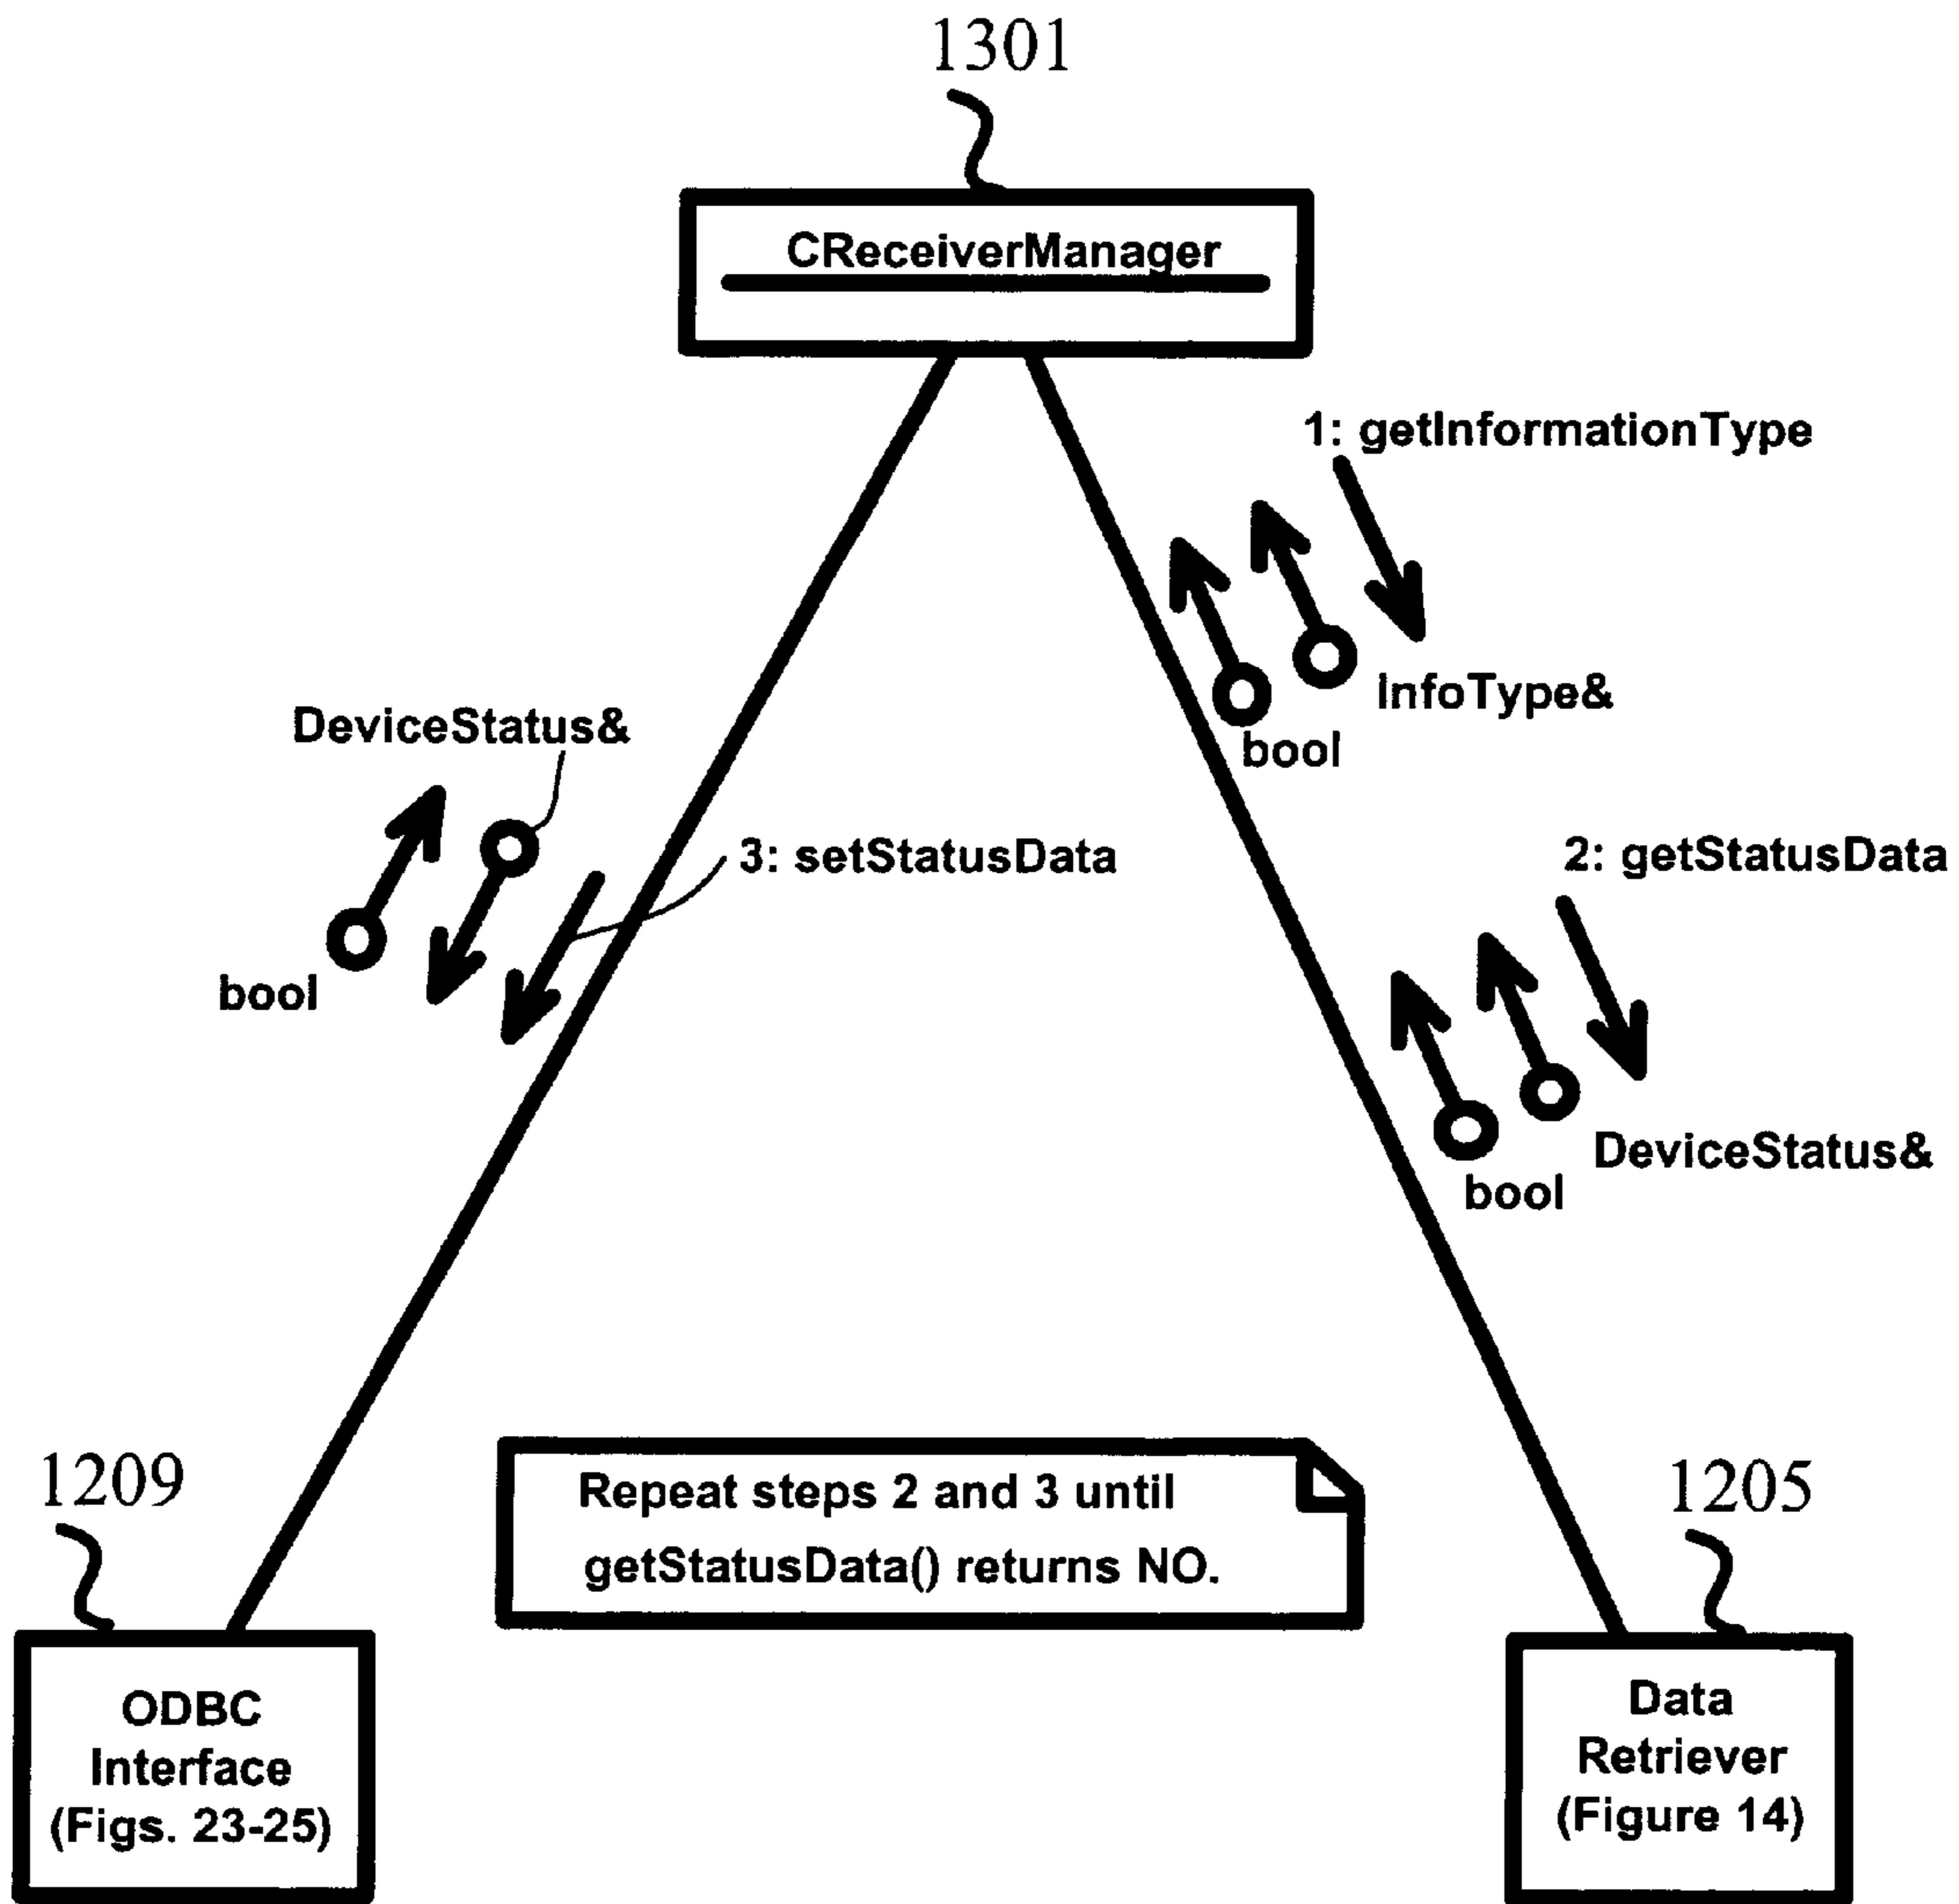 1301
CReceiverManager
1: getInformationType
InfoType&
bool
DeviceStatus&
3: setStatusData
bool
2: getStatusData
DeviceStatus&
bool
1209
Repeat steps 2 and 3 until
getStatusData() returns NO.
1205
ODBC
Interface
(Figs. 23-25)
Data
Retriever
(Figure 14)